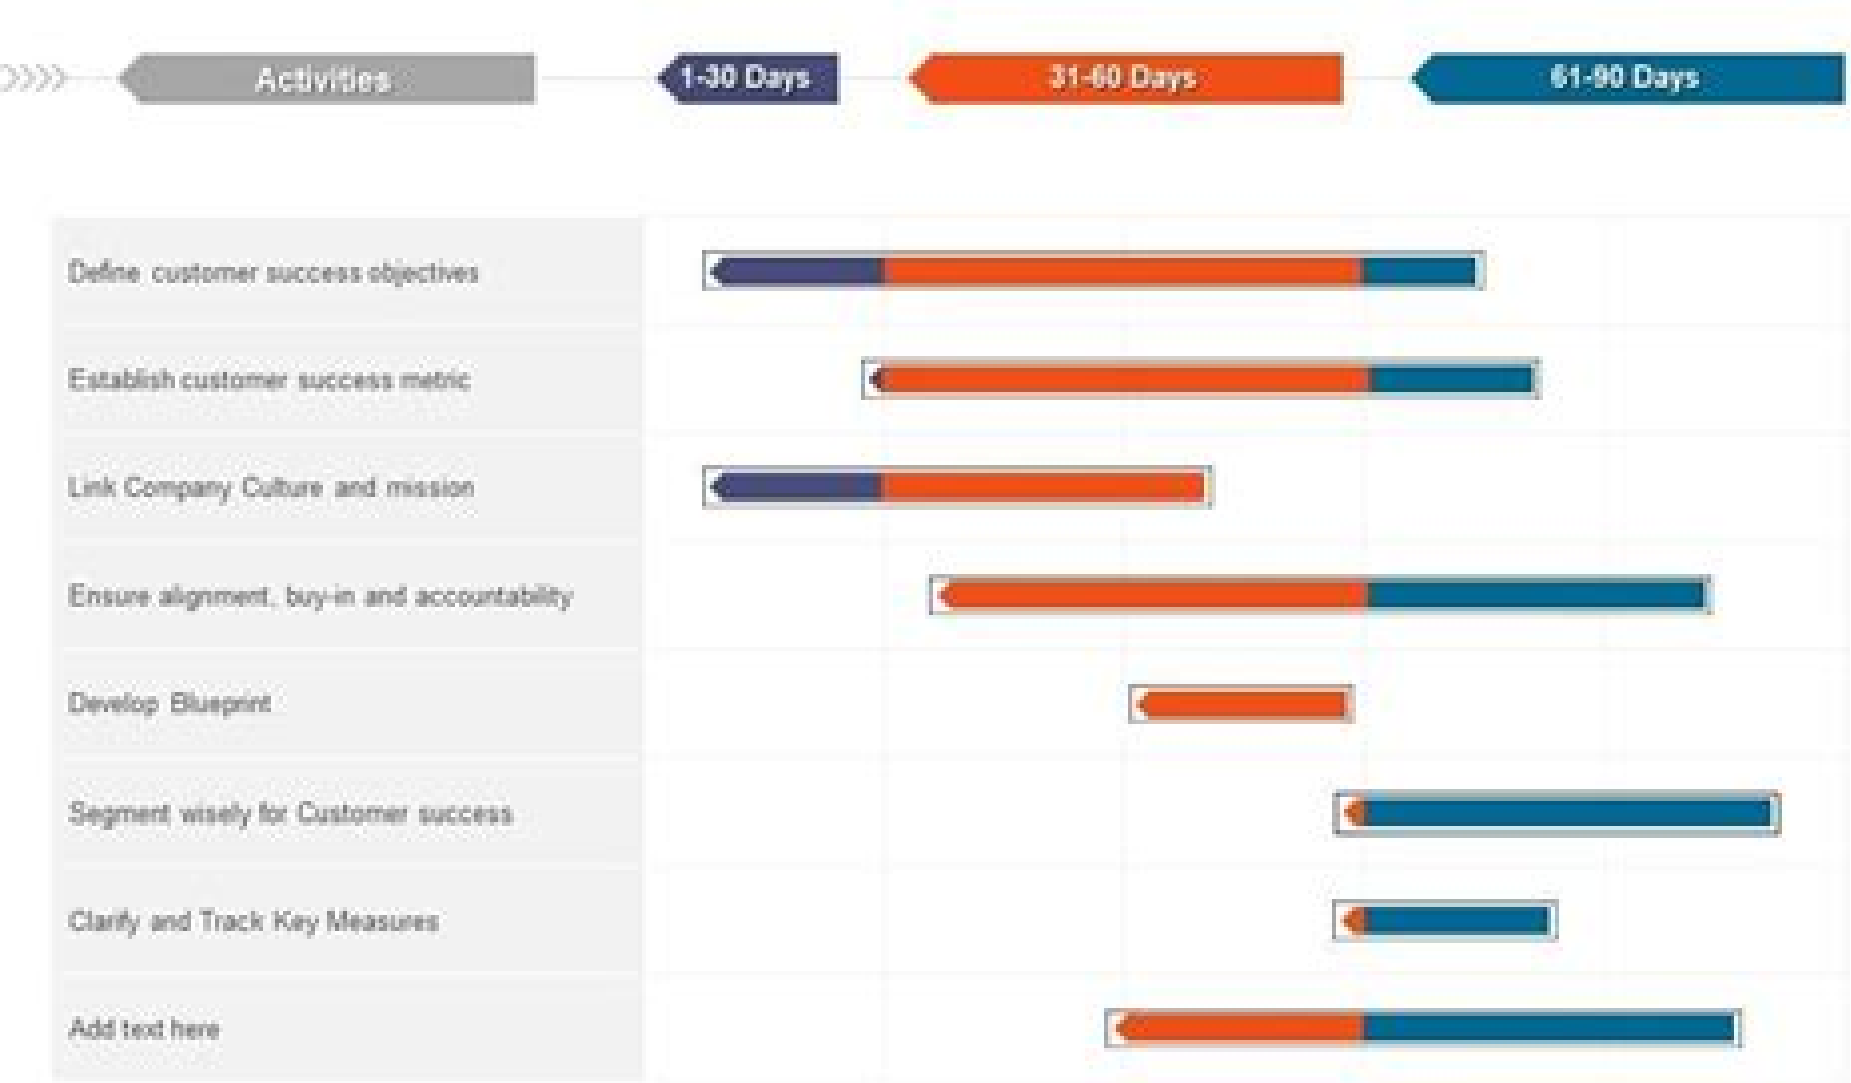 Activities
1-30 Days
31-60 Days
61-90 Days
Define customer success objectives
Establish customer success metric
Link Company Culture and mission
Ensure alignment, buy-in and accountability
Develop Blueprint
Segment wisely for Customer success
Clarify and Track Key Measures
Add text here